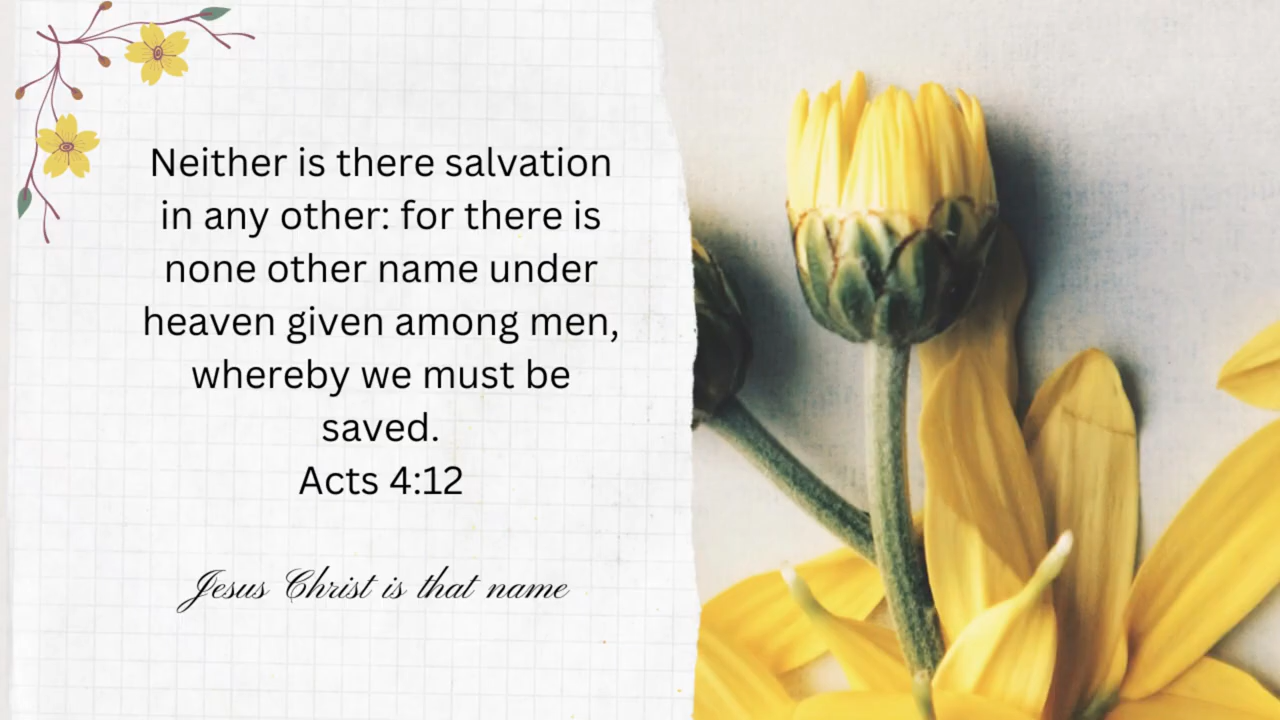 Neither is there salvation
in any other: for there is
none other name under
heaven given among men,
whereby we must be
saved.
Acts 4:12
Jesus Christ is that name